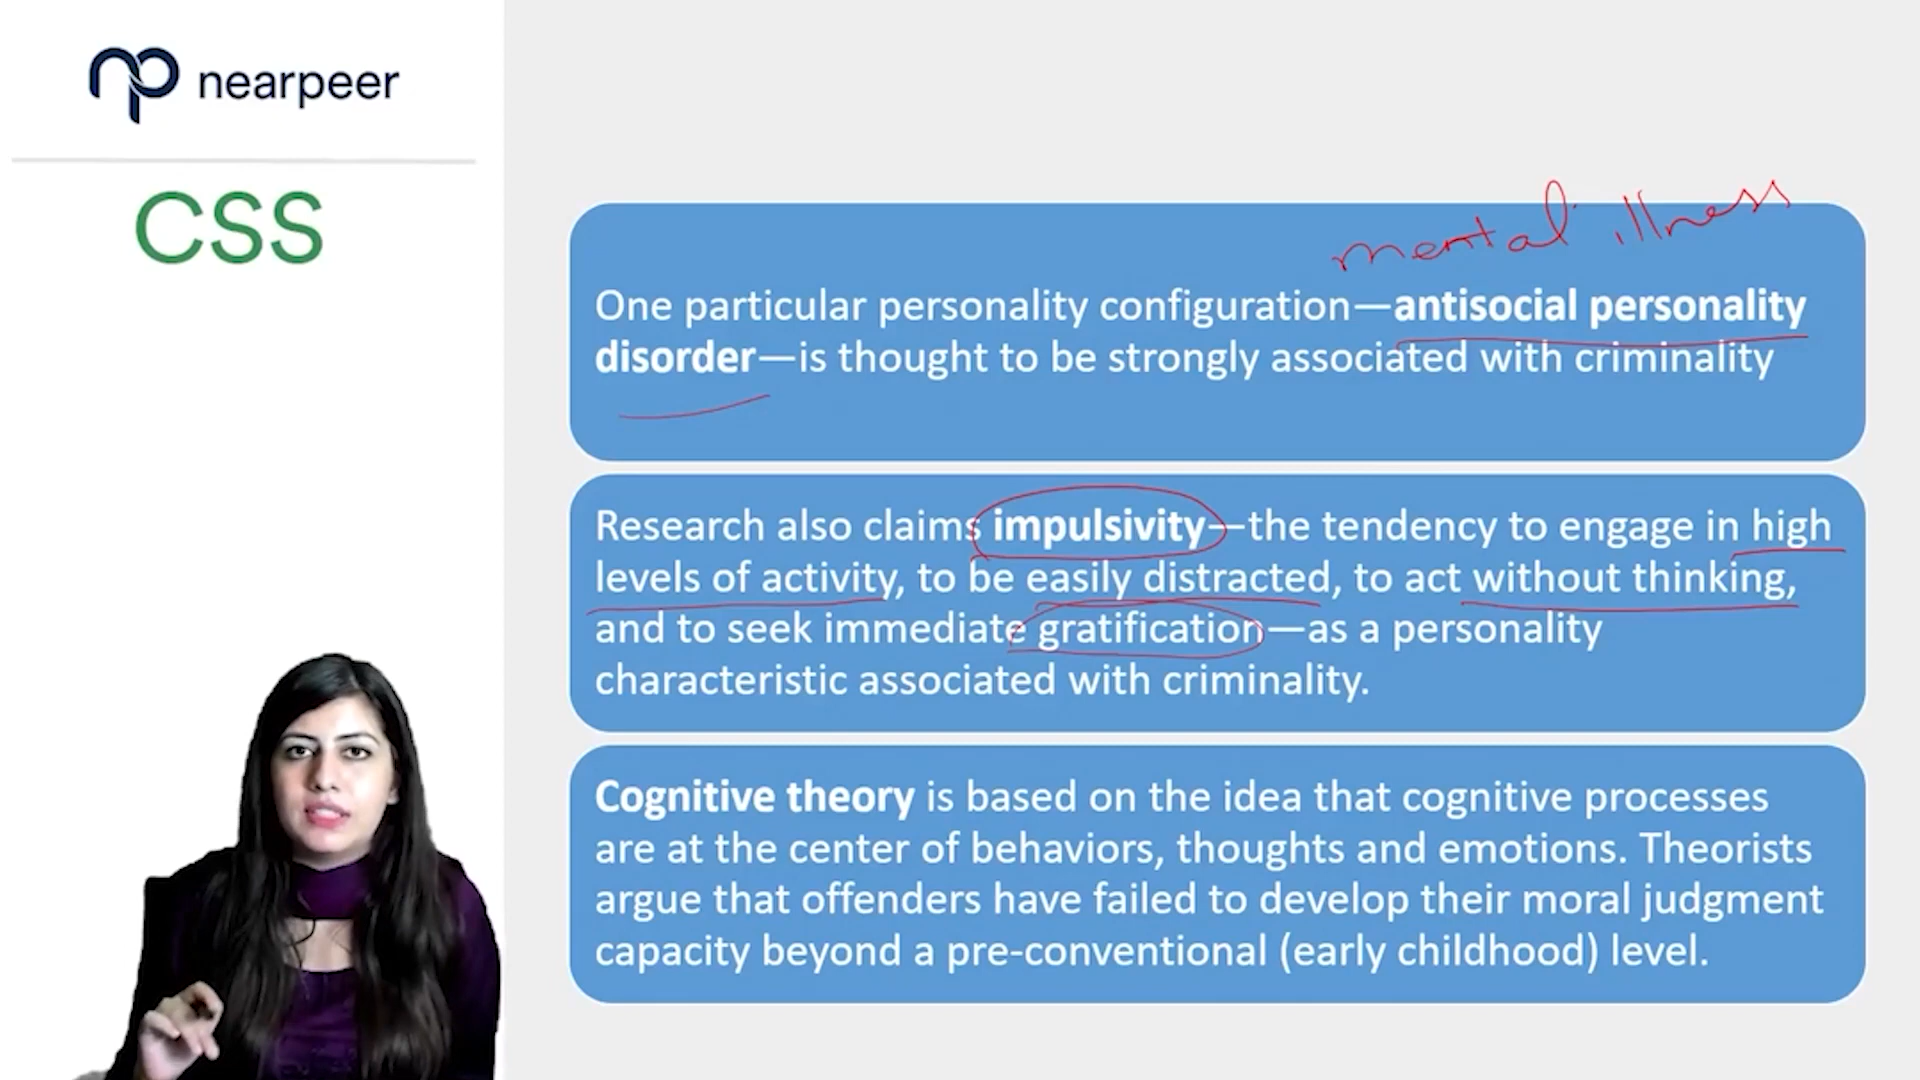 nearpeer
CSS
mental illness
One particular personality configuration—antisocial personality
disorder—is thought to be strongly associated with criminality
Research also claims impulsivity—the tendency to engage in high
levels of activity, to be easily distracted, to act without thinking,
and to seek immediate gratification—as a personality
characteristic associated with criminality.
Cognitive theory is based on the idea that cognitive processes
are at the center of behaviors, thoughts and emotions. Theorists
argue that offenders have failed to develop their moral judgment
capacity beyond a pre-conventional (early childhood) level.